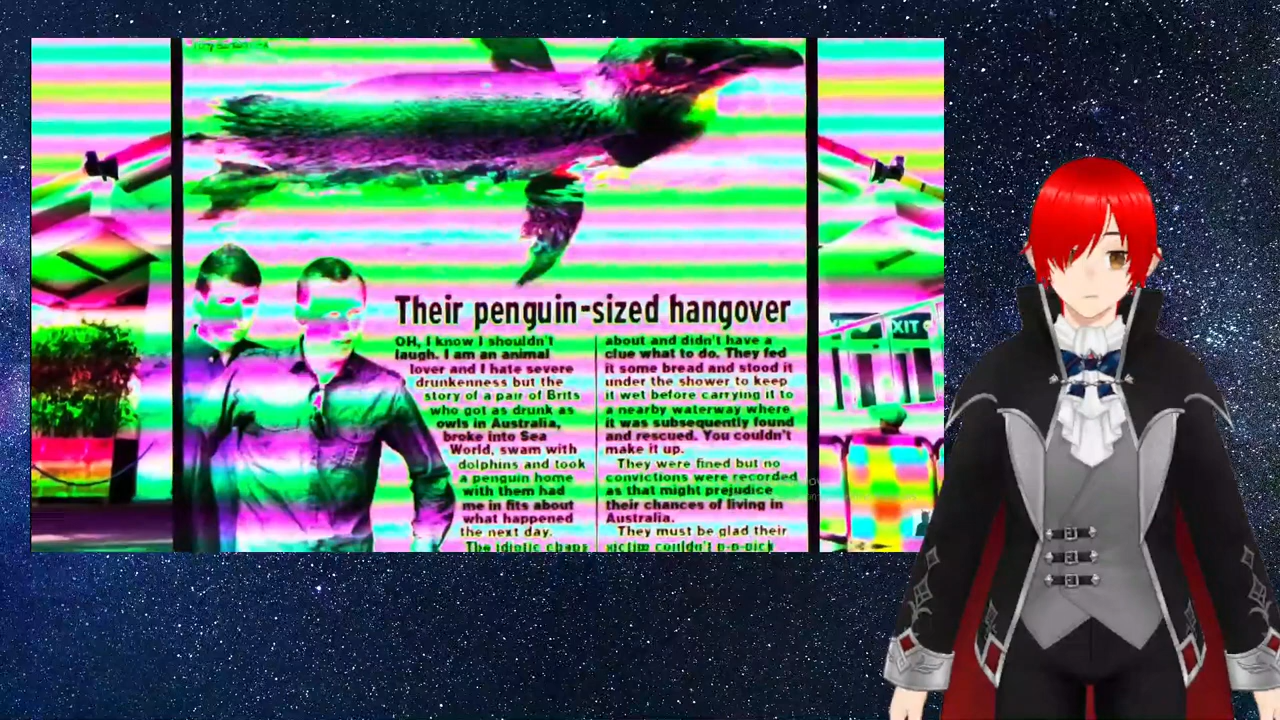 Their penguin-sized hangover
OH, I know I shouldn't
laugh. I am an animal
lover and I hate severe
drunkenness but the
story of a pair of Brits
who got as drunk as
owls in Australia,
broke into Sea
World, swam with
dolphins and took
a penguin home
with them had
me in fits about
what happened
the next day.
The idiotic chaps
about and didn't have a
clue what to do. They fed
it some bread and stood it
under the shower to keep
it wet before carrying it to
a nearby waterway where
it was subsequently found
and rescued. You couldn't
make it up.
They were fined but no
convictions were recorded
as that might prejudice
their chances of living in
Australia.
They must be glad their
victim couldn't p-p-pick
EXIT